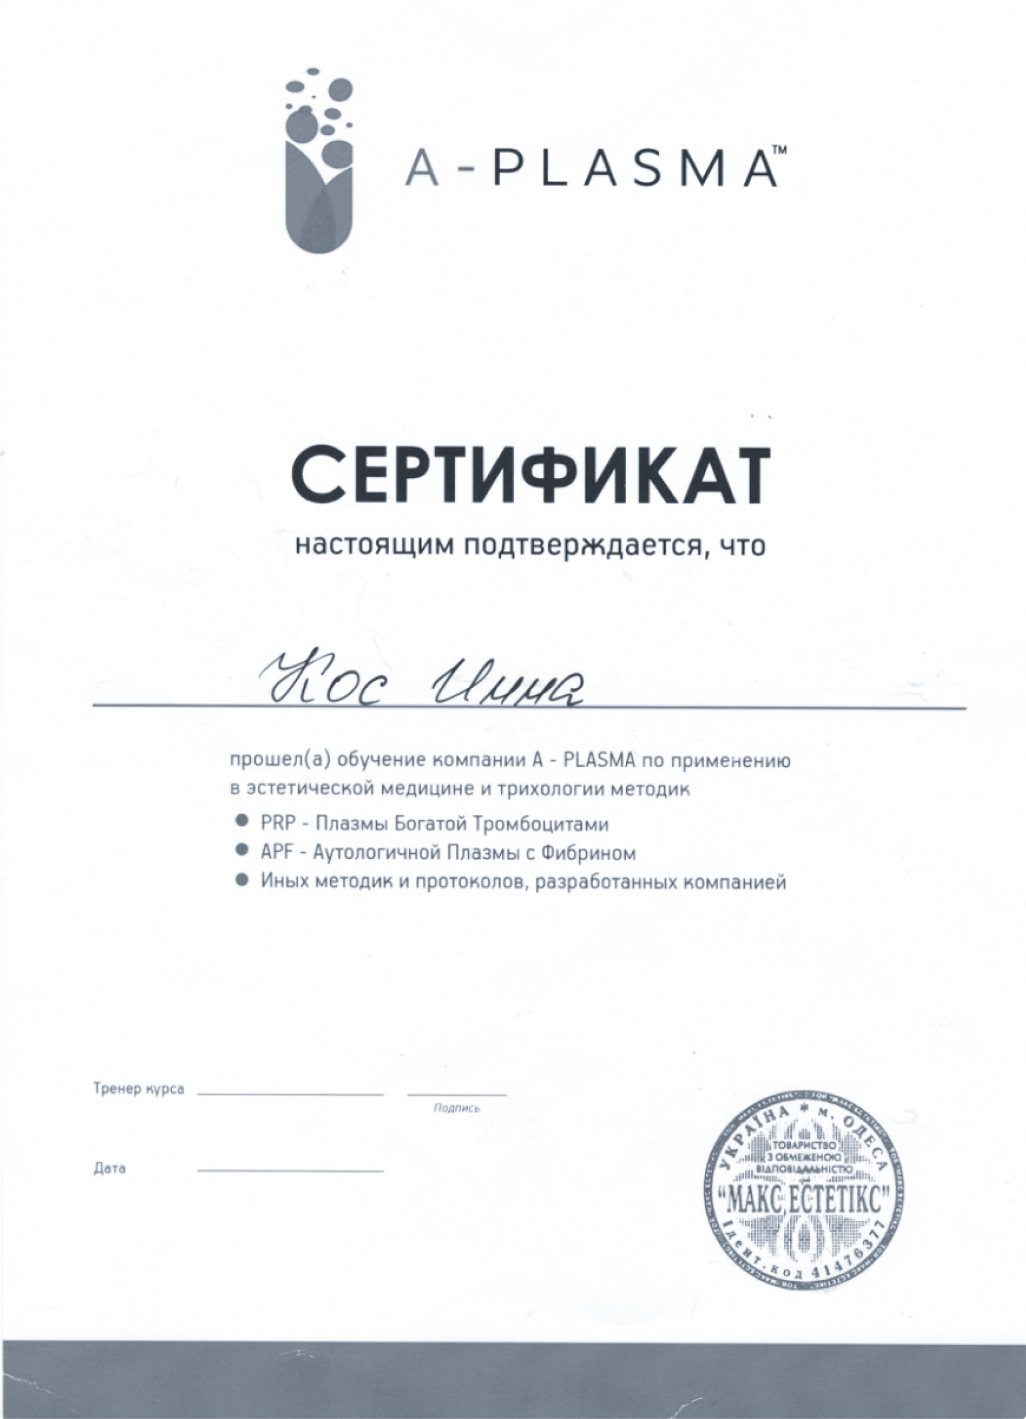 A-PLASMA™
СЕРТИФИКАТ
настоящим подтверждается, что
Кос Инна
прошел(а) обучение компании A - PLASMA по применению
в эстетической медицине и трихологии методик
● PRP - Плазмы Богатой Тромбоцитами
● APF - Аутологичной Плазмы с Фибрином
● Иных методик и протоколов, разработанных компанией
Тренер курса
Подпись
Дата
УКРАЇНА * м. ОДЕСА
ТОВАРИСТВО
З ОБМЕЖЕНОЮ
ВІДПОВІДАЛЬНІСТЮ
"МАКС ЕСТЕТІКС"
Ідент. код 41476377